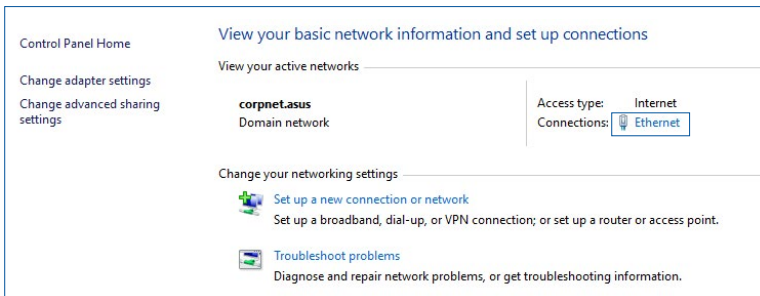 Control Panel Home
Change adapter settings
Change advanced sharing
settings
View your basic network information and set up connections
View your active networks
corpnet.asus
Domain network
Access type: Internet
Connections: Ethernet
Change your networking settings
Set up a new connection or network
Set up a broadband, dial-up, or VPN connection; or set up a router or access point.
Troubleshoot problems
Diagnose and repair network problems, or get troubleshooting information.